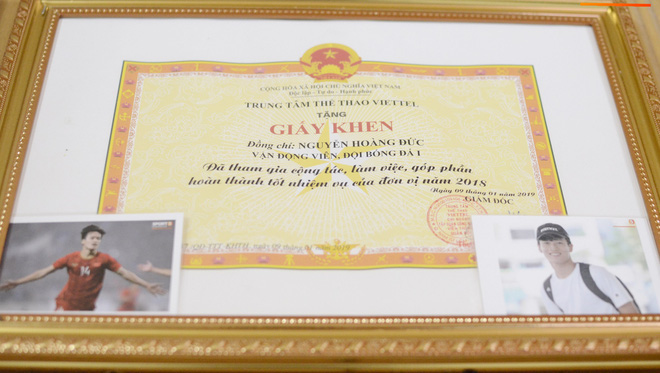 CỘNG HÒA XÃ HỘI CHỦ NGHĨA VIỆT NAM
Độc lập - Tự do - Hạnh phúc
TRUNG TÂM THỂ THAO VIETTEL
TẶNG
GIẤY KHEN
Đồng chí: NGUYỄN HOÀNG ĐỨC
VẬN ĐỘNG VIÊN, ĐỘI BÓNG ĐÁ 1
Đã tham gia cộng tác, làm việc, góp phần
hoàn thành tốt nhiệm vụ của đơn vị năm 2018
Ngày 09 tháng 01 năm 2019
GIÁM ĐỐC
14